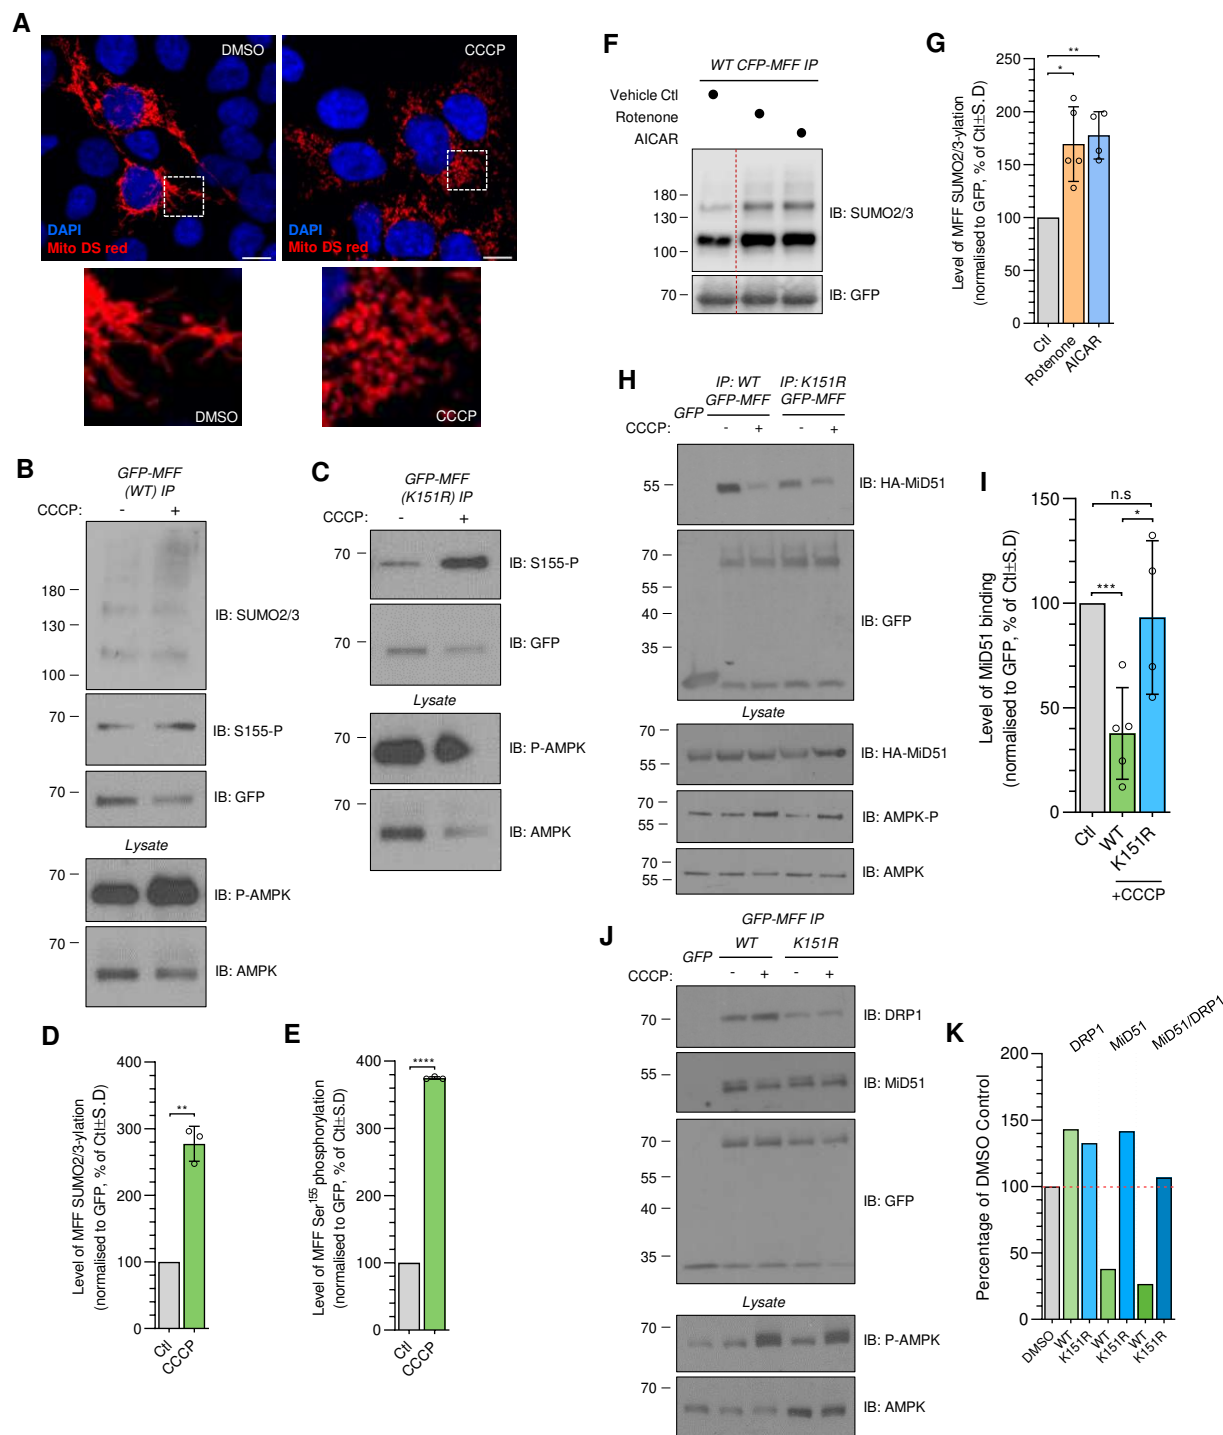 A
DMSO
DAPI
Mito DS red
CCCP
DAPI
Mito DS red
DMSO
CCCP
B
GFP-MFF
(WT) IP
CCCP:
-
+
180
130
100
IB: SUMO2/3
70
IB: S155-P
70
IB: GFP
Lysate
70
IB: P-AMPK
70
IB: AMPK
C
GFP-MFF
(K151R) IP
CCCP:
-
+
70
IB: S155-P
70
IB: GFP
Lysate
70
IB: P-AMPK
70
IB: AMPK
D
Level of MFF SUMO2/3-ylation
(normalised to GFP, % of Ctl±S.D)
400
300
200
100
0
**
Ctl
CCCP
E
Level of MFF Ser155 phosphorylation
(normalised to GFP, % of Ctl±S.D)
400
300
200
100
0
****
Ctl
CCCP
F
WT CFP-MFF IP
Vehicle Ctl
Rotenone
AICAR
180
130
100
IB: SUMO2/3
70
IB: GFP
G
Level of MFF SUMO2/3-ylation
(normalised to GFP, % of Ctl±S.D)
250
200
150
100
50
0
**
*
Ctl
Rotenone
AICAR
H
IP: WT
GFP-MFF
IP: K151R
GFP-MFF
GFP
CCCP:
-
+
-
+
55
IB: HA-MiD51
70
55
40
35
IB: GFP
Lysate
70
55
IB: HA-MiD51
70
55
IB: AMPK-P
70
55
IB: AMPK
I
Level of MiD51 binding
(normalised to GFP, % of Ctl±S.D)
150
100
50
0
n.s
*
***
Ctl
WT
K151R
+CCCP
J
GFP-MFF IP
GFP
WT
K151R
CCCP:
-
+
-
+
70
IB: DRP1
55
IB: MiD51
70
55
40
35
IB: GFP
Lysate
70
IB: P-AMPK
70
IB: AMPK
K
DRP1
MiD51
MiD51/DRP1
Percentage of DMSO Control
200
150
100
50
0
DMSO
WT
K151R
WT
K151R
WT
K151R